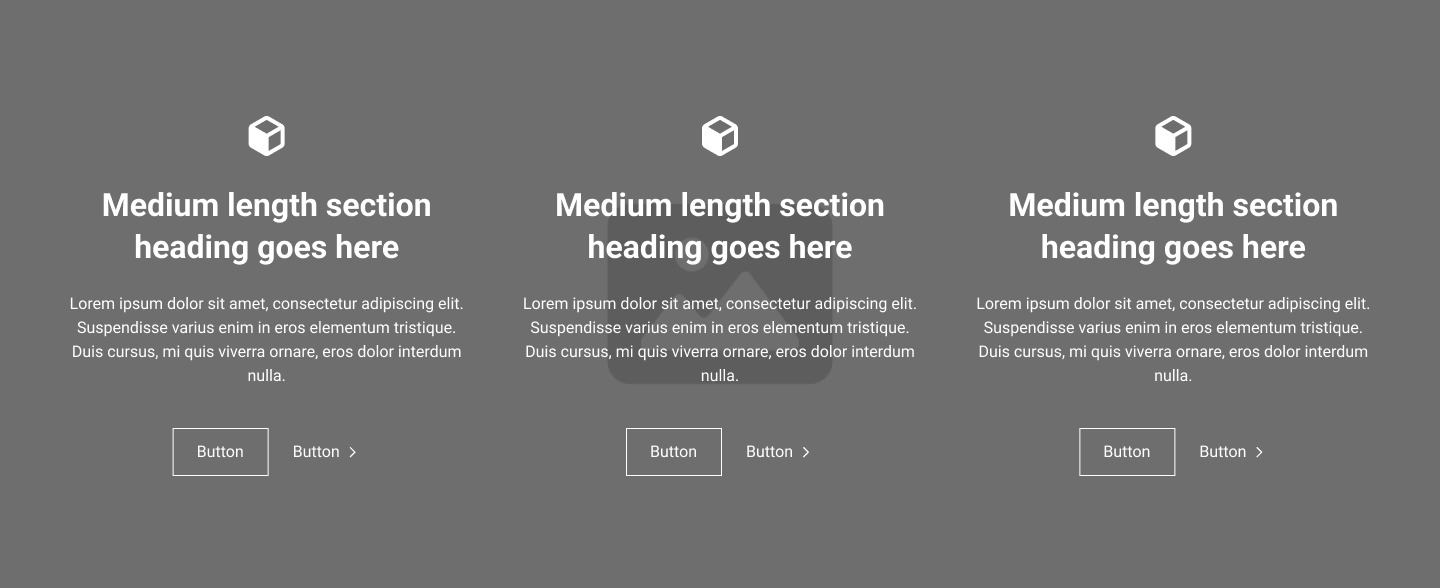 Medium length section
heading goes here
Lorem ipsum dolor sit amet, consectetur adipiscing elit.
Suspendisse varius enim in eros elementum tristique.
Duis cursus, mi quis viverra ornare, eros dolor interdum
nulla.
Button
Button
Medium length section
heading goes here
Lorem ipsum dolor sit amet, consectetur adipiscing elit.
Suspendisse varius enim in eros elementum tristique.
Duis cursus, mi quis viverra ornare, eros dolor interdum
nulla.
Button
Button
Medium length section
heading goes here
Lorem ipsum dolor sit amet, consectetur adipiscing elit.
Suspendisse varius enim in eros elementum tristique.
Duis cursus, mi quis viverra ornare, eros dolor interdum
nulla.
Button
Button